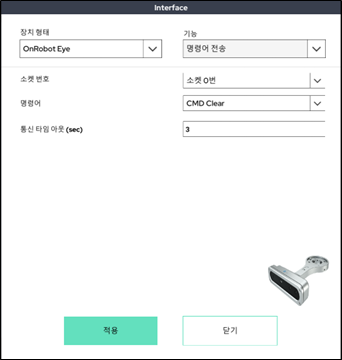 Interface
장치 형태
기능
OnRobot Eye
명령어 전송
소켓 번호
소켓 0번
명령어
CMD Clear
통신 타임 아웃 (sec)
3
적용
닫기